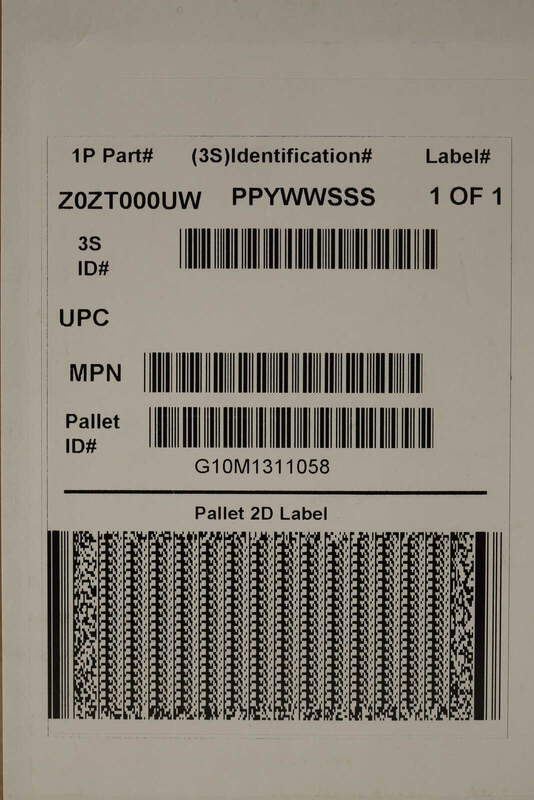 1P Part# (3S)Identification# Label#
Z0ZT000UW PPYWWSSS 1 OF 1
3S
ID#
UPC
MPN
Pallet
ID#
G10M1311058
Pallet 2D Label